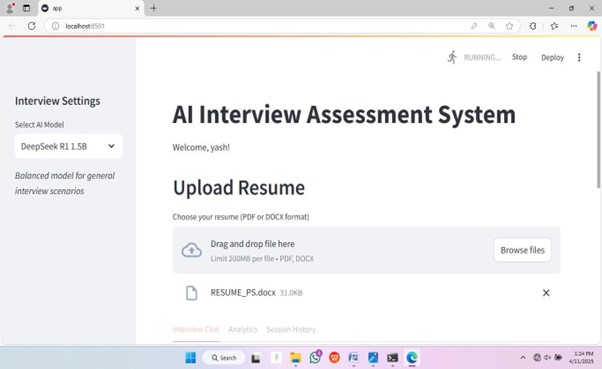 app
localhost:8501
RUNNING... Stop Deploy
Interview Settings
Select AI Model
DeepSeek R1 1.5B
Balanced model for general
interview scenarios
AI Interview Assessment System
Welcome, yash!
Upload Resume
Choose your resume (PDF or DOCX format)
Drag and drop file here
Limit 200MB per file • PDF, DOCX
Browse files
RESUME_PS.docx 31.0KB
Interview Chat Analytics Session History
Search
1:24 PM
4/11/2025